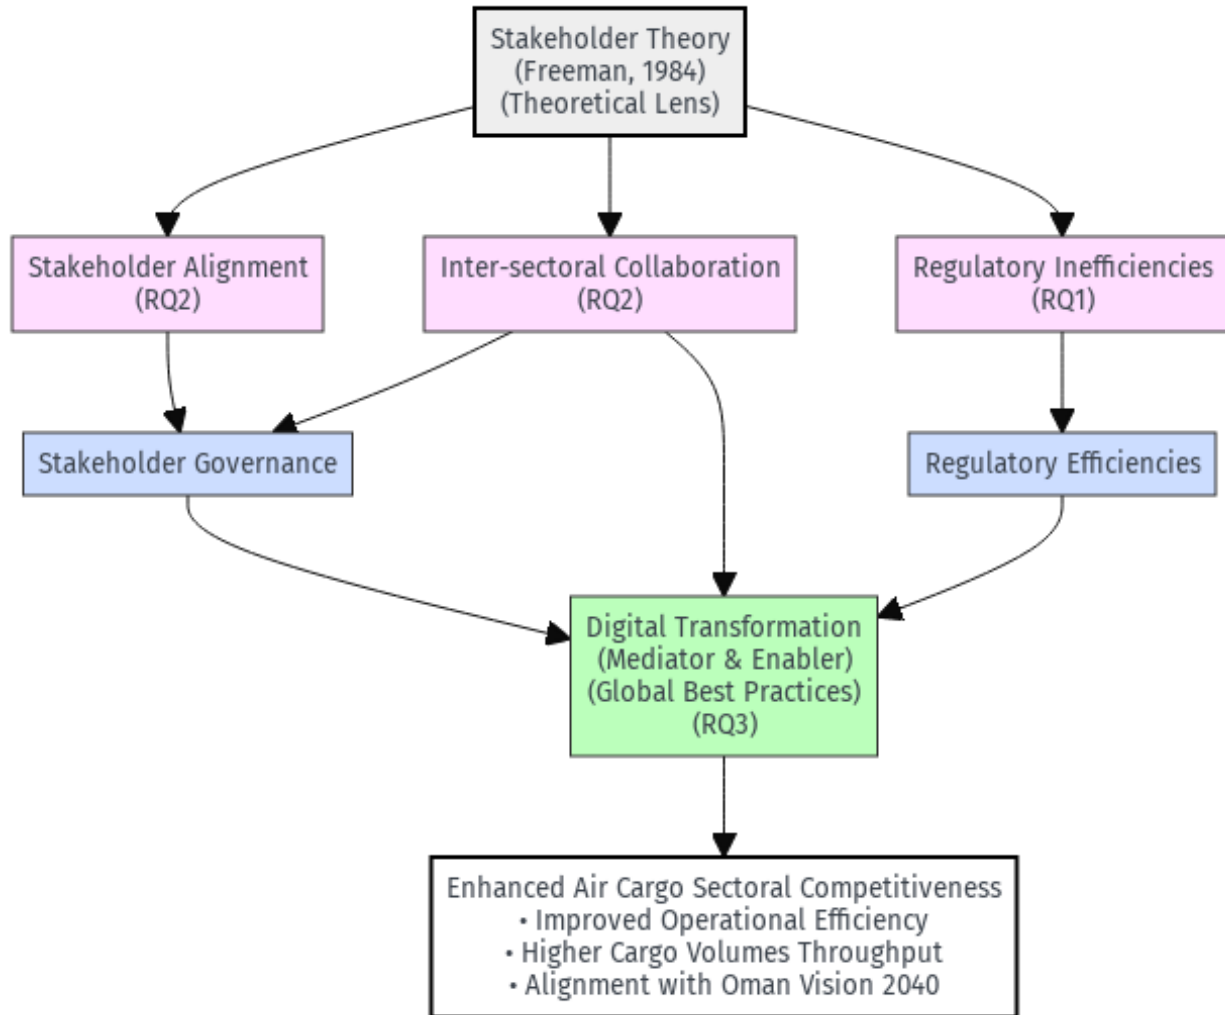 Stakeholder Theory
(Freeman, 1984)
(Theoretical Lens)
Stakeholder Alignment
(RQ2)
Inter-sectoral Collaboration
(RQ2)
Regulatory Inefficiencies
(RQ1)
Stakeholder Governance
Regulatory Efficiencies
Digital Transformation
(Mediator & Enabler)
(Global Best Practices)
(RQ3)
Enhanced Air Cargo Sectoral Competitiveness
• Improved Operational Efficiency
• Higher Cargo Volumes Throughput
• Alignment with Oman Vision 2040